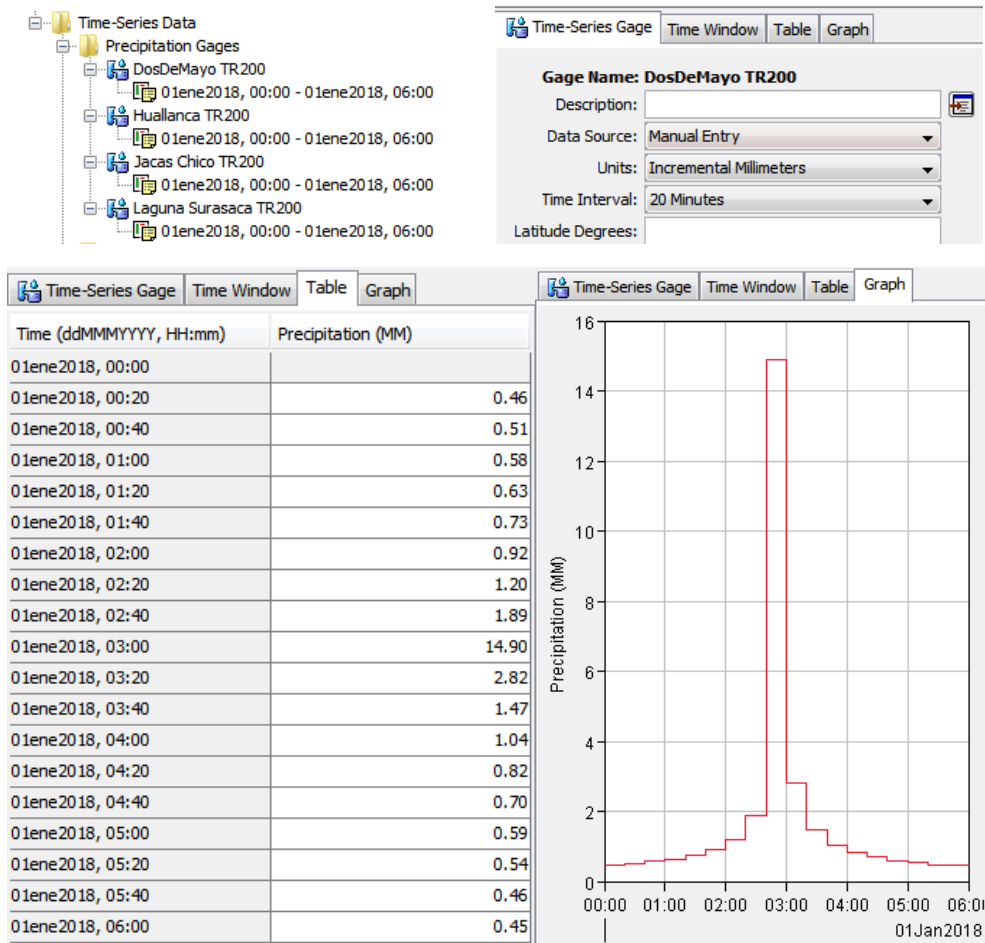 Time-Series Data
Precipitation Gages
DosDeMayo TR200
01ene2018, 00:00 - 01ene2018, 06:00
Huallanca TR200
01ene2018, 00:00 - 01ene2018, 06:00
Jacas Chico TR200
01ene2018, 00:00 - 01ene2018, 06:00
Laguna Surasaca TR200
01ene2018, 00:00 - 01ene2018, 06:00
Time-Series Gage Time Window Table Graph
Gage Name: DosDeMayo TR200
Description:
Data Source: Manual Entry
Units: Incremental Millimeters
Time Interval: 20 Minutes
Latitude Degrees:
Time-Series Gage Time Window Table Graph
Time (ddMMMYYYY, HH:mm) Precipitation (MM)
01ene2018, 00:00
01ene2018, 00:20 0.46
01ene2018, 00:40 0.51
01ene2018, 01:00 0.58
01ene2018, 01:20 0.63
01ene2018, 01:40 0.73
01ene2018, 02:00 0.92
01ene2018, 02:20 1.20
01ene2018, 02:40 1.89
01ene2018, 03:00 14.90
01ene2018, 03:20 2.82
01ene2018, 03:40 1.47
01ene2018, 04:00 1.04
01ene2018, 04:20 0.82
01ene2018, 04:40 0.70
01ene2018, 05:00 0.59
01ene2018, 05:20 0.54
01ene2018, 05:40 0.46
01ene2018, 06:00 0.45
Time-Series Gage Time Window Table Graph
16
14
12
10
8
6
4
2
0
Precipitation (MM)
00:00 01:00 02:00 03:00 04:00 05:00 06:0
01Jan2018